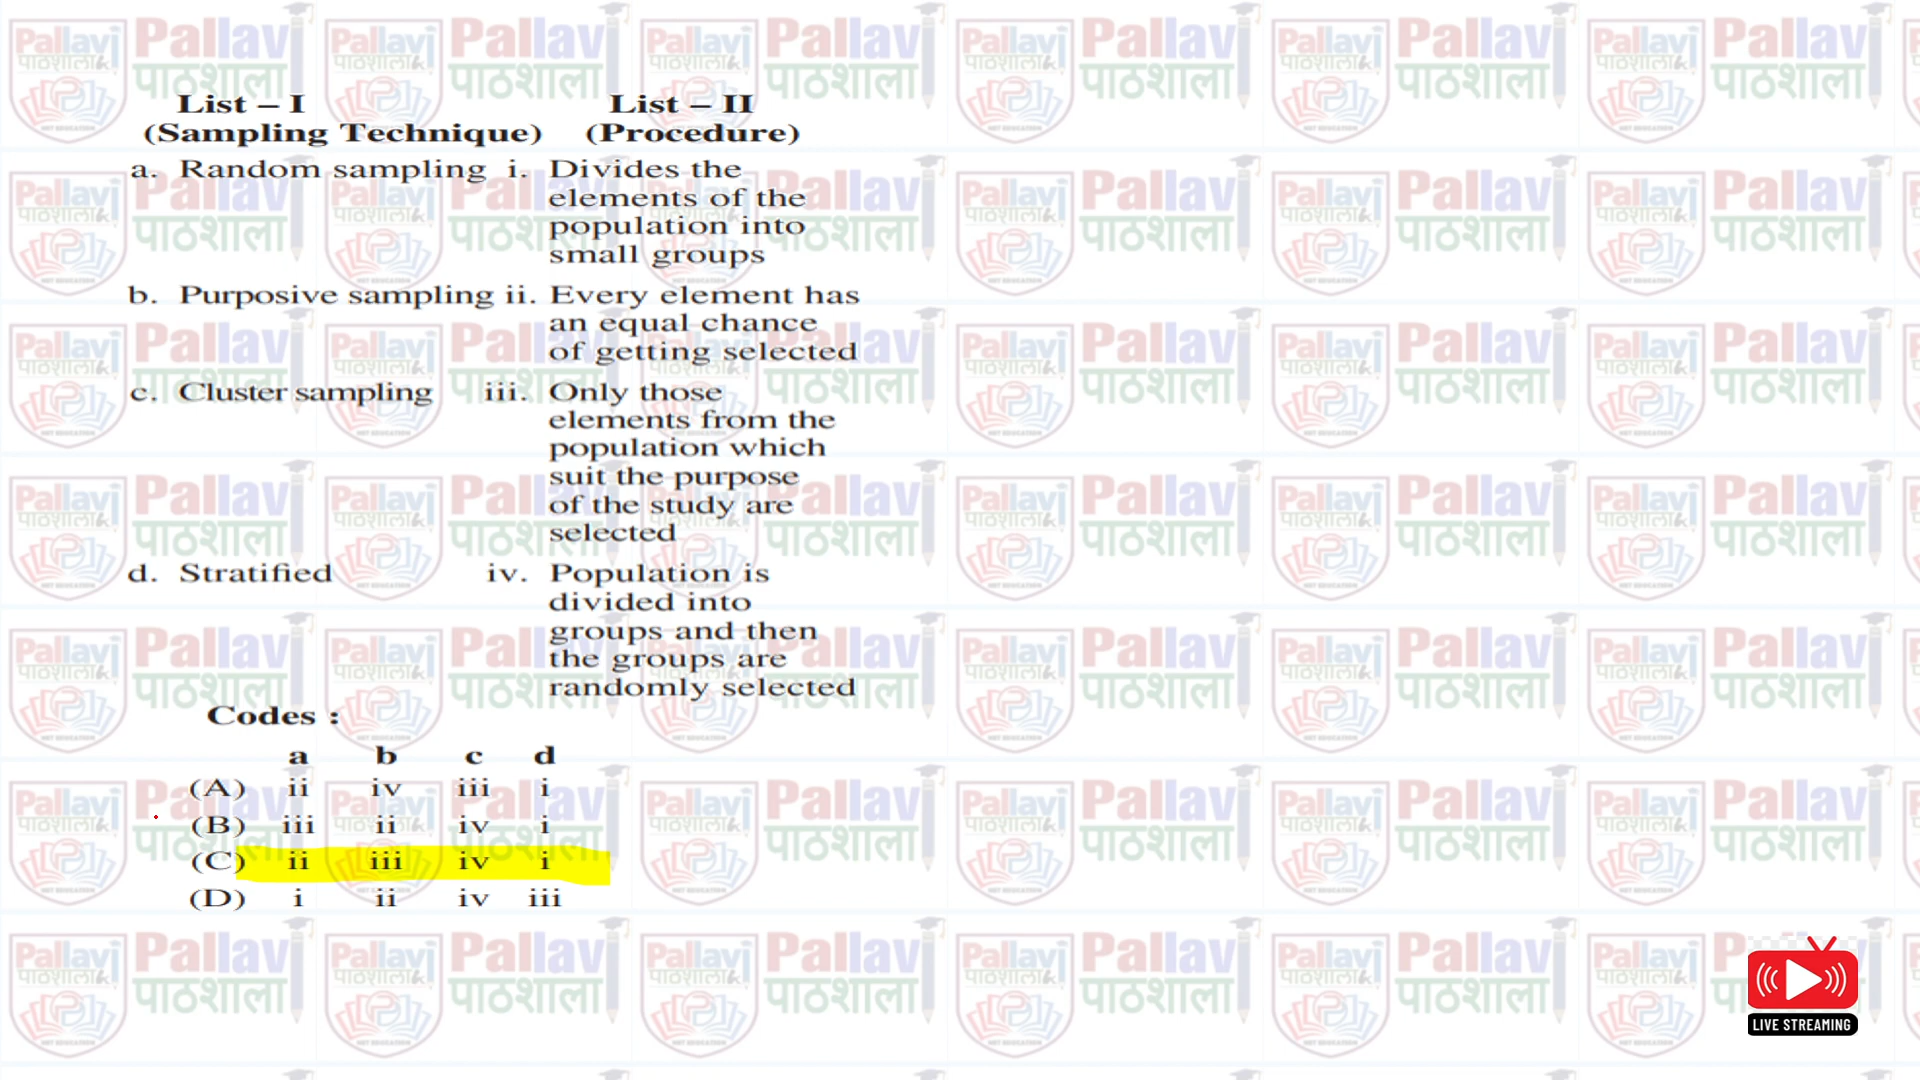 List – I List – II
(Sampling Technique) (Procedure)
a. Random sampling i. Divides the
elements of the
population into
small groups
b. Purposive sampling ii. Every element has
an equal chance
of getting selected
c. Cluster sampling iii. Only those
elements from the
population which
suit the purpose
of the study are
selected
d. Stratified iv. Population is
divided into
groups and then
the groups are
randomly selected
Codes :
a b c d
(A) ii iv iii i
(B) iii ii iv i
(C) ii iii iv i
(D) i ii iv iii
LIVE STREAMING